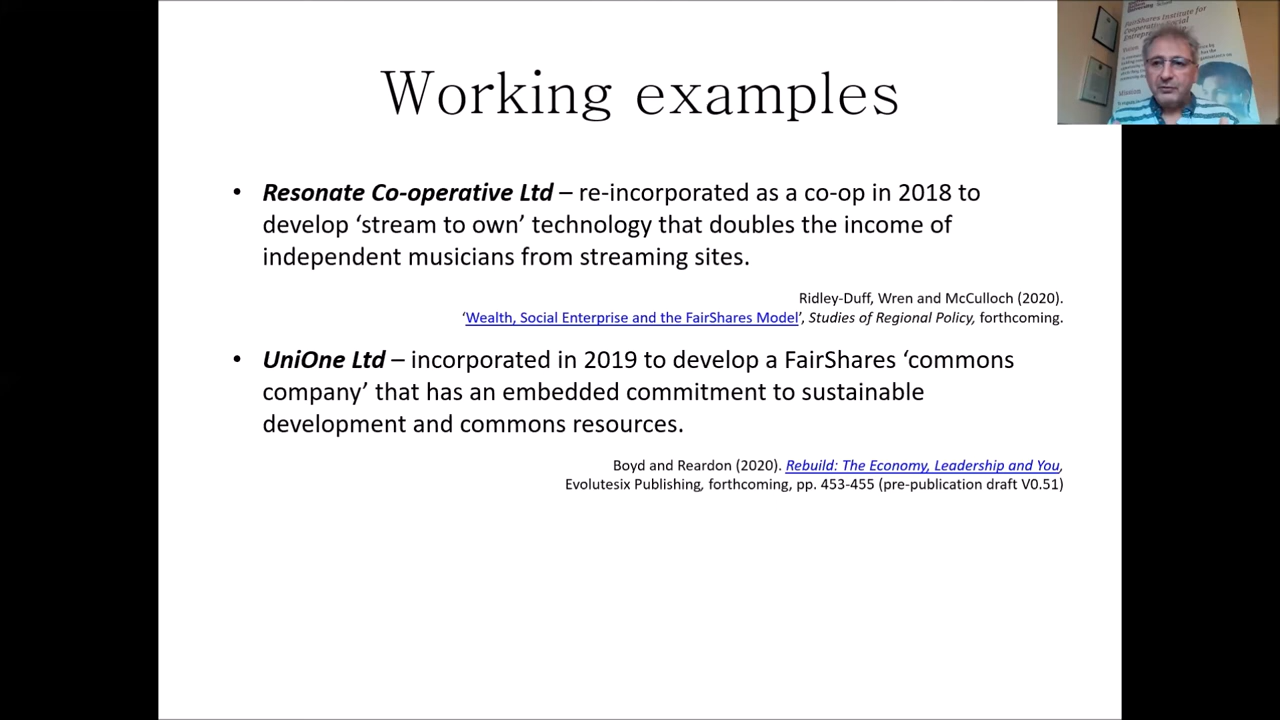 Working examples
• Resonate Co-operative Ltd – re-incorporated as a co-op in 2018 to
develop ‘stream to own’ technology that doubles the income of
independent musicians from streaming sites.
Ridley-Duff, Wren and McCulloch (2020).
‘Wealth, Social Enterprise and the FairShares Model’, Studies of Regional Policy, forthcoming.
• UniOne Ltd – incorporated in 2019 to develop a FairShares ‘commons
company’ that has an embedded commitment to sustainable
development and commons resources.
Boyd and Reardon (2020). Rebuild: The Economy, Leadership and You,
Evolutesix Publishing, forthcoming, pp. 453-455 (pre-publication draft V0.51)
FairShares Institute for
Cooperative Social